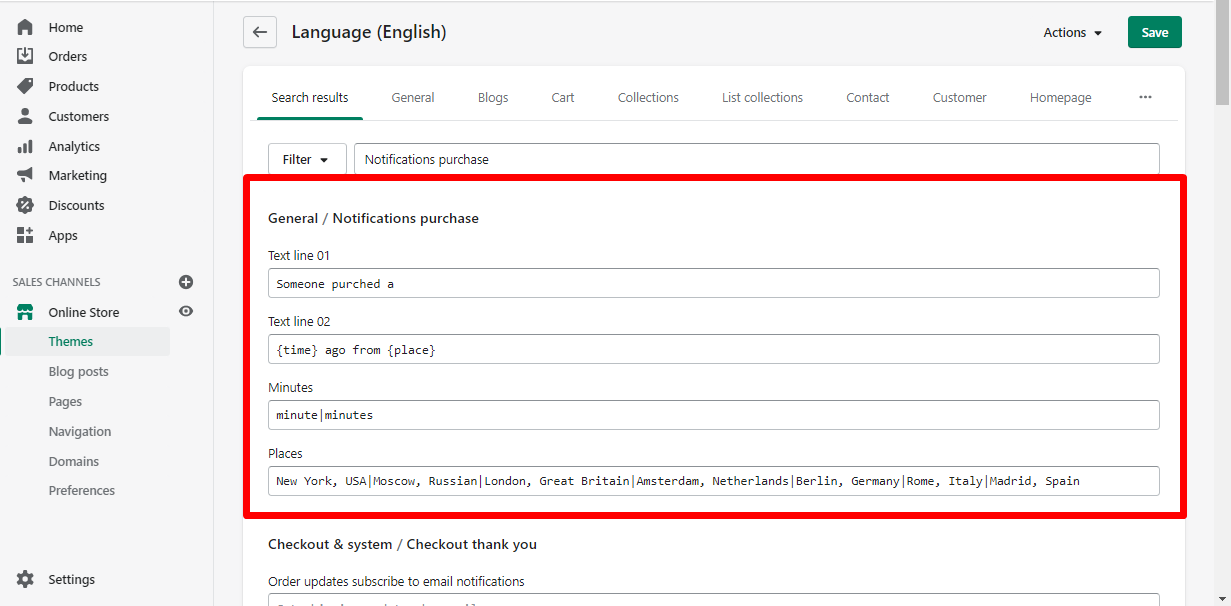 Home
Orders
Products
Customers
Analytics
Marketing
Discounts
Apps
SALES CHANNELS
Online Store
Themes
Blog posts
Pages
Navigation
Domains
Preferences
Settings
Language (English)
Actions
Save
Search results General Blogs Cart Collections List collections Contact Customer Homepage ...
Filter Notifications purchase
General / Notifications purchase
Text line 01
Someone purched a
Text line 02
{time} ago from {place}
Minutes
minute|minutes
Places
New York, USA|Moscow, Russian|London, Great Britain|Amsterdam, Netherlands|Berlin, Germany|Rome, Italy|Madrid, Spain
Checkout & system / Checkout thank you
Order updates subscribe to email notifications